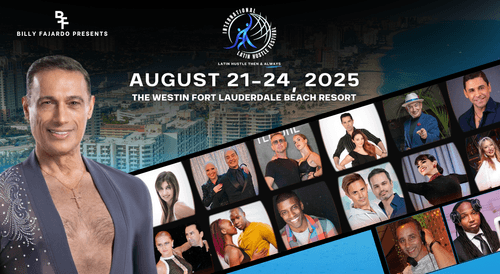 BF
BILLY FAJARDO PRESENTS
INTERNATIONAL
LATIN HUSTLE
LATIN HUSTLE THEN & ALWAYS
AUGUST 21-24, 2025
THE WESTIN FORT LAUDERDALE BEACH RESORT